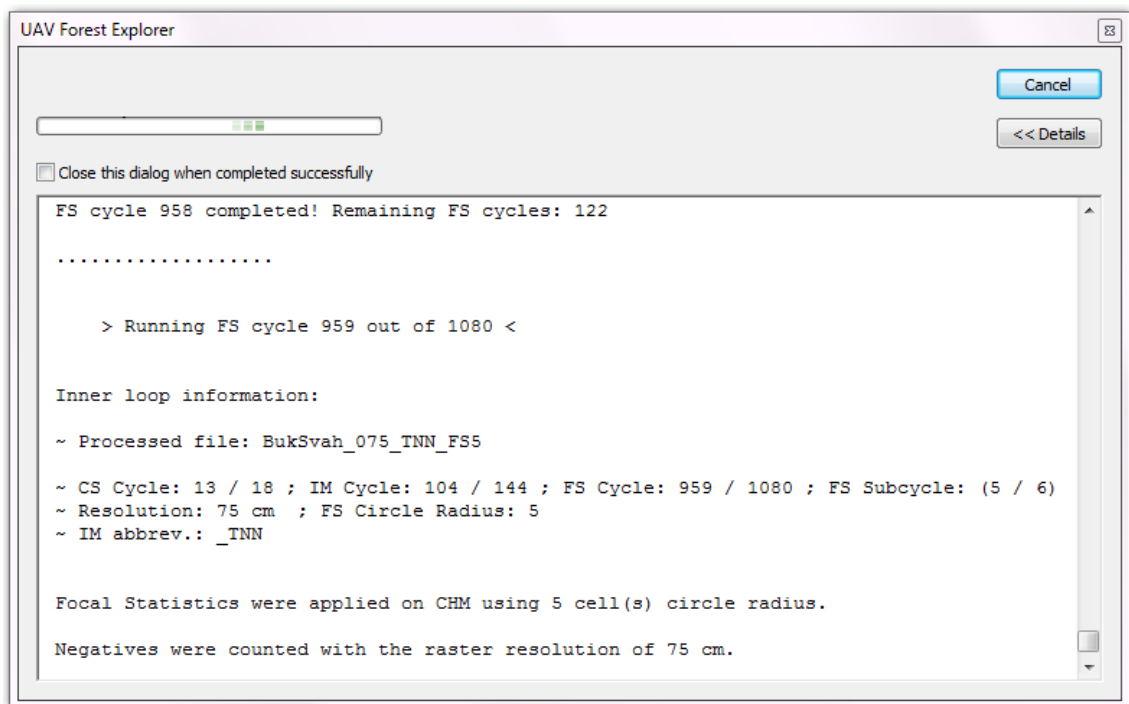 UAV Forest Explorer
Cancel
<< Details
Close this dialog when completed successfully
FS cycle 958 completed! Remaining FS cycles: 122
...................
> Running FS cycle 959 out of 1080 <
Inner loop information:
~ Processed file: BukSvah_075_TNN_FS5
~ CS Cycle: 13 / 18 ; IM Cycle: 104 / 144 ; FS Cycle: 959 / 1080 ; FS Subcycle: (5 / 6)
~ Resolution: 75 cm  ; FS Circle Radius: 5
~ IM abbrev.: _TNN
Focal Statistics were applied on CHM using 5 cell(s) circle radius.
Negatives were counted with the raster resolution of 75 cm.